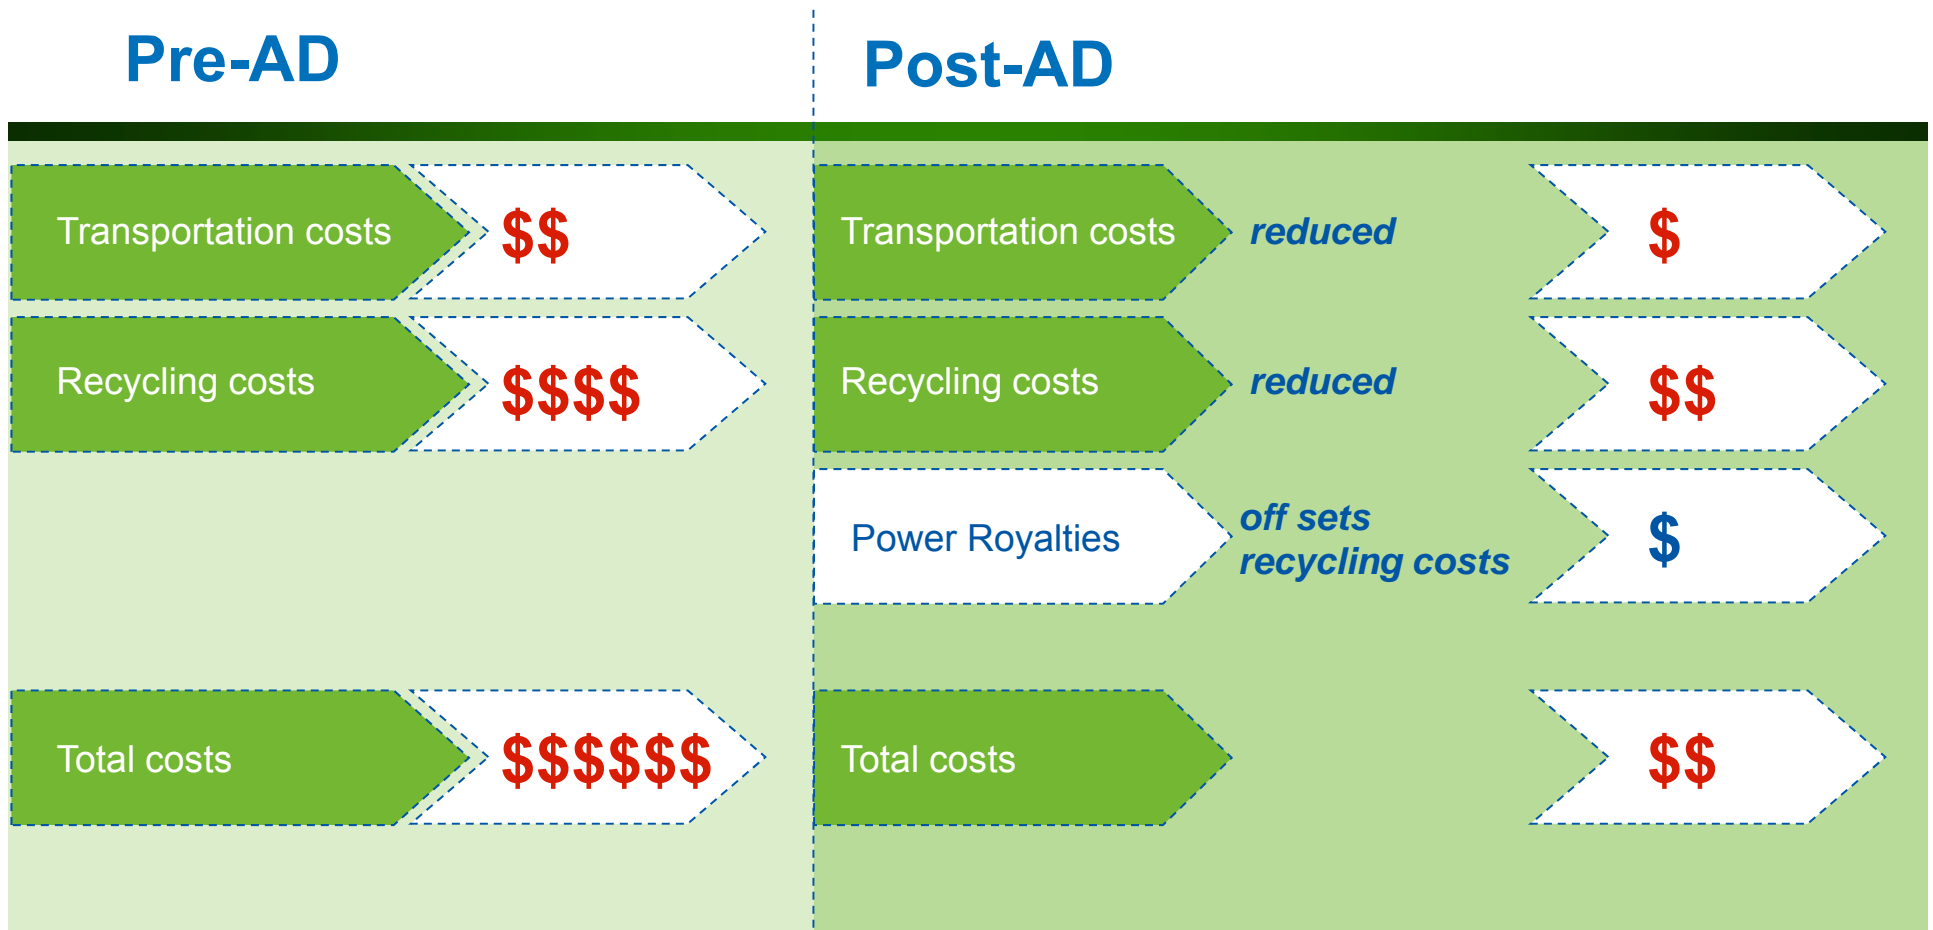 Pre-AD
Post-AD
Transportation costs $$
Transportation costs reduced $
Recycling costs $$$$
Recycling costs reduced $$
Power Royalties off sets
recycling costs $
Total costs $$$$$$
Total costs $$